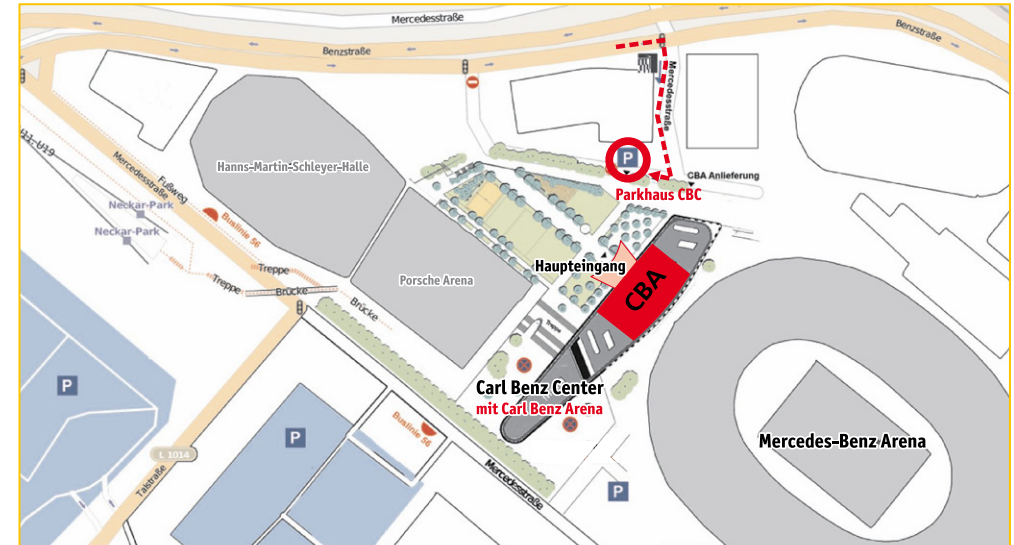 Mercedesstraße
Benzstraße
Benzstraße
Mercedesstraße
U11, U19
Hanns-Martin-Schleyer-Halle
P
CBA Anlieferung
Parkhaus CBC
Mercedesstraße
Fußweg
Neckar-Park
Neckar-Park
Buslinie 56
Haupteingang
CBA
Treppe
Treppe
Brücke
Brücke
Porsche Arena
Treppe
P
Carl Benz Center
mit Carl Benz Arena
Buslinie 56
P
Mercedes-Benz Arena
L 1014
Talstraße
Mercedesstraße
P